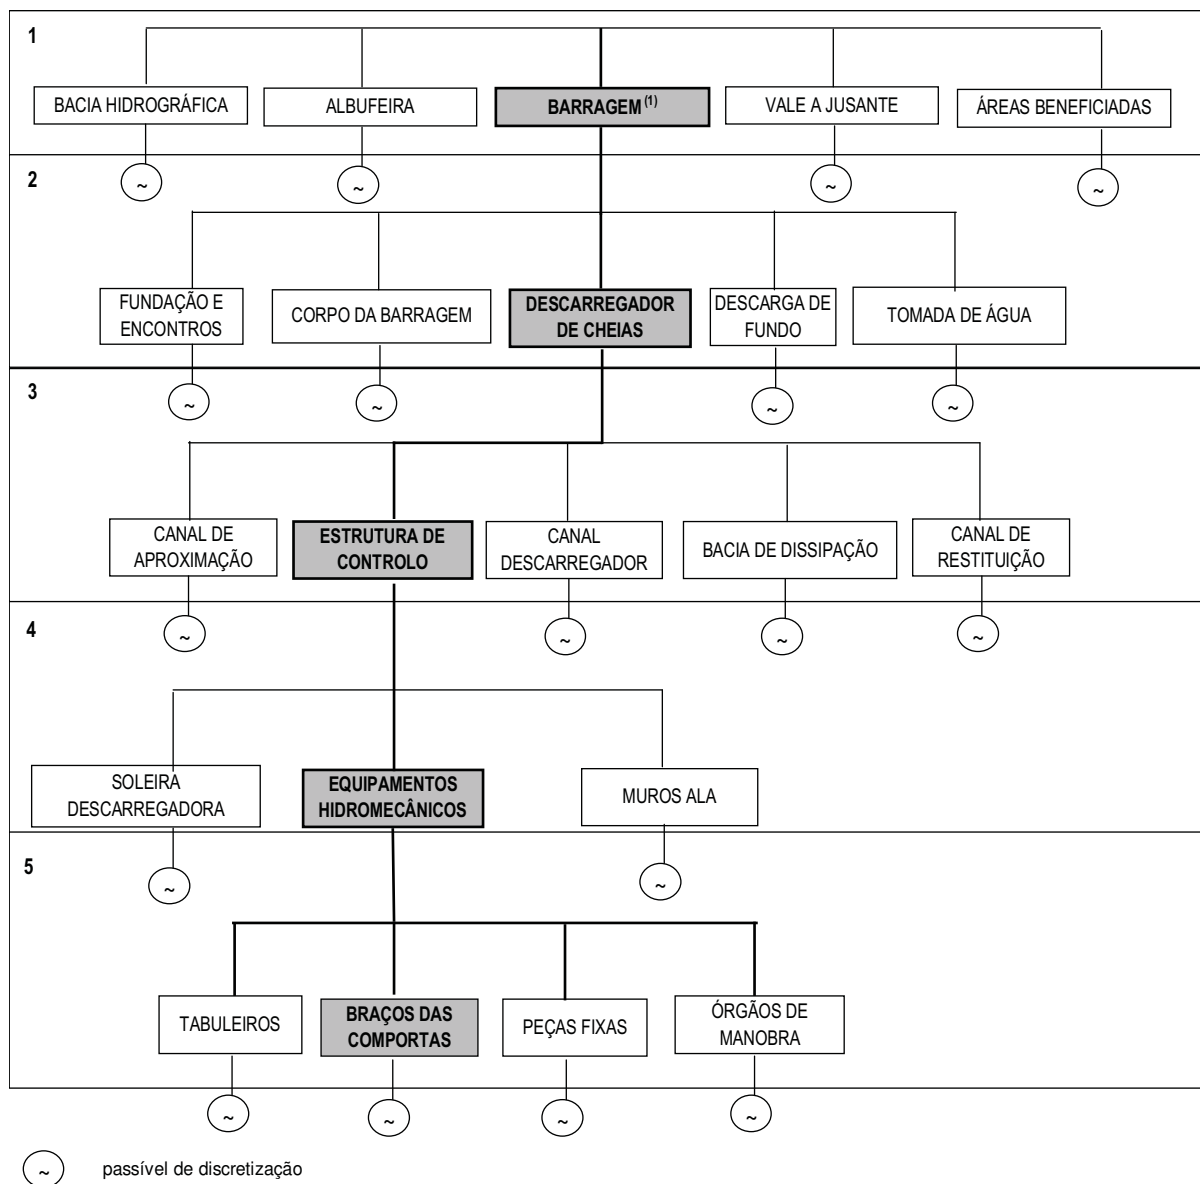 1
BACIA HIDROGRÁFICA
ALBUFEIRA
BARRAGEM (1)
VALE A JUSANTE
ÁREAS BENEFICIADAS
~
~
~
~
2
FUNDAÇÃO E
ENCONTROS
CORPO DA BARRAGEM
DESCARREGADOR
DE CHEIAS
DESCARGA DE
FUNDO
TOMADA DE ÁGUA
~
~
~
~
3
CANAL DE
APROXIMAÇÃO
ESTRUTURA DE
CONTROLO
CANAL
DESCARREGADOR
BACIA DE DISSIPAÇÃO
CANAL DE
RESTITUIÇÃO
~
~
~
~
4
SOLEIRA
DESCARREGADORA
EQUIPAMENTOS
HIDROMECÂNICOS
MUROS ALA
~
~
5
TABULEIROS
BRAÇOS DAS
COMPORTAS
PEÇAS FIXAS
ÓRGÃOS DE
MANOBRA
~
~
~
~
~ passível de discretização